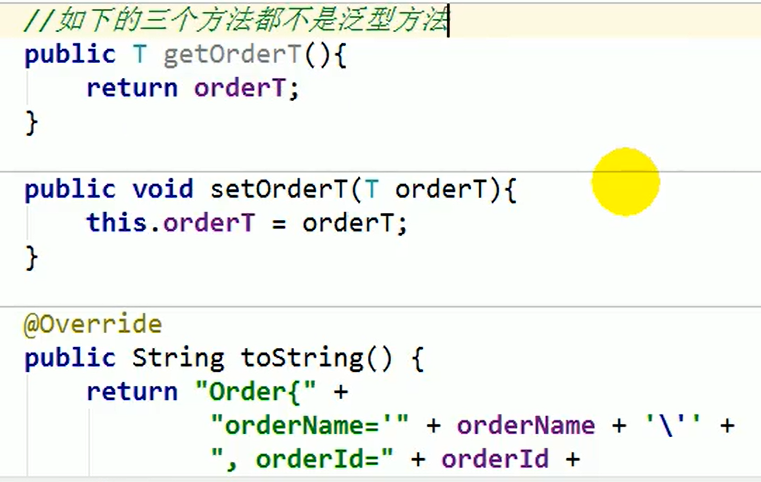 //如下的三个方法都不是泛型方法
public T getOrderT(){
return orderT;
}
public void setOrderT(T orderT){
this.orderT = orderT;
}
@Override
public String toString() {
return "Order{" +
"orderName='" + orderName + '\'' +
", orderId=" + orderId +